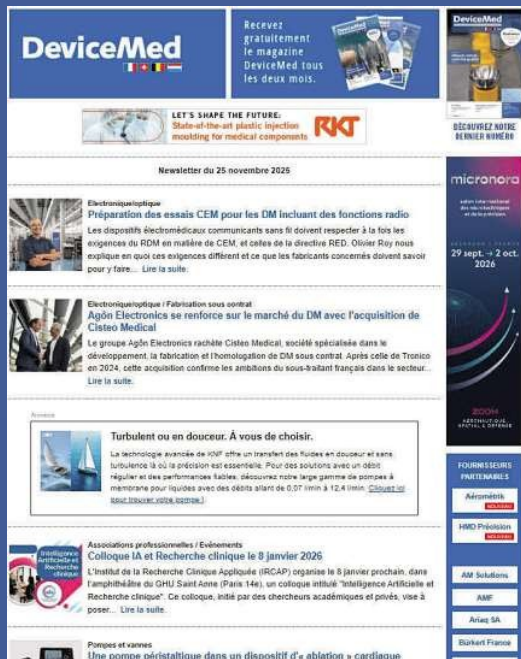 DeviceMed
Recevez
gratuitement
le magazine
DeviceMed tous
les deux mois.
DeviceMed
DÉCOUVREZ NOTRE
DERNIER NUMÉRO
LET'S SHAPE THE FUTURE:
State-of-the-art plastic injection
moulding for medical components
RKT
Newsletter du 25 novembre 2025
Electronique/optique
Préparation des essais CEM pour les DM incluant des fonctions radio
Les dispositifs électromédicaux communicants sans fil doivent respecter à la fois les
exigences du RDM en matière de CEM, et celles de la directive RED. Olivier Roy nous
explique en quoi ces exigences diffèrent et ce que les fabricants concernés doivent savoir
pour y faire... Lire la suite.
Electronique/optique / Fabrication sous contrat
Agôn Electronics se renforce sur le marché du DM avec l'acquisition de
Cisteo Medical
Le groupe Agôn Electronics rachète Cisteo Medical, société spécialisée dans le
développement, la fabrication et l'homologation de DM sous contrat. Après celle de Tronico
en 2024, cette acquisition confirme les ambitions du sous-traitant français dans le secteur...
Lire la suite.
Annonce
Turbulent ou en douceur. À vous de choisir.
La technologie avancée de KNF offre un transfert des fluides en douceur et sans
turbulence là où la précision est essentielle. Pour des solutions avec un débit
régulier et des performances fiables, découvrez notre large gamme de pompes à
membrane pour liquides avec des débits allant de 0,07 l/min à 12,4 l/min. Cliquez ici
pour trouver votre pompe !
Intelligence
Artificielle et
Recherche
clinique
Associations professionnelles / Evénements
Colloque IA et Recherche clinique le 8 janvier 2026
L'Institut de la Recherche Clinique Appliquée (IRCAP) organise le 8 janvier prochain, dans
l'amphithéâtre du GHU Saint Anne (Paris 14e), un colloque intitulé "Intelligence Artificielle et
Recherche clinique". Ce colloque, initié par des chercheurs académiques et privés, vise à
poser... Lire la suite.
Pompes et vannes
Une pompe péristaltique dans un dispositif d'« ablation » cardiaque
micronora
salon international
des microtechniques
et de la précision
29 sept. → 2 oct.
2026
ZOOM
AÉRONAUTIQUE,
SPATIAL & DÉFENSE
FOURNISSEURS
PARTENAIRES
Aérométrik
NOUVEAU
HMD Précision
NOUVEAU
AM Solutions
AMF
Ariaq SA
Bürkert France